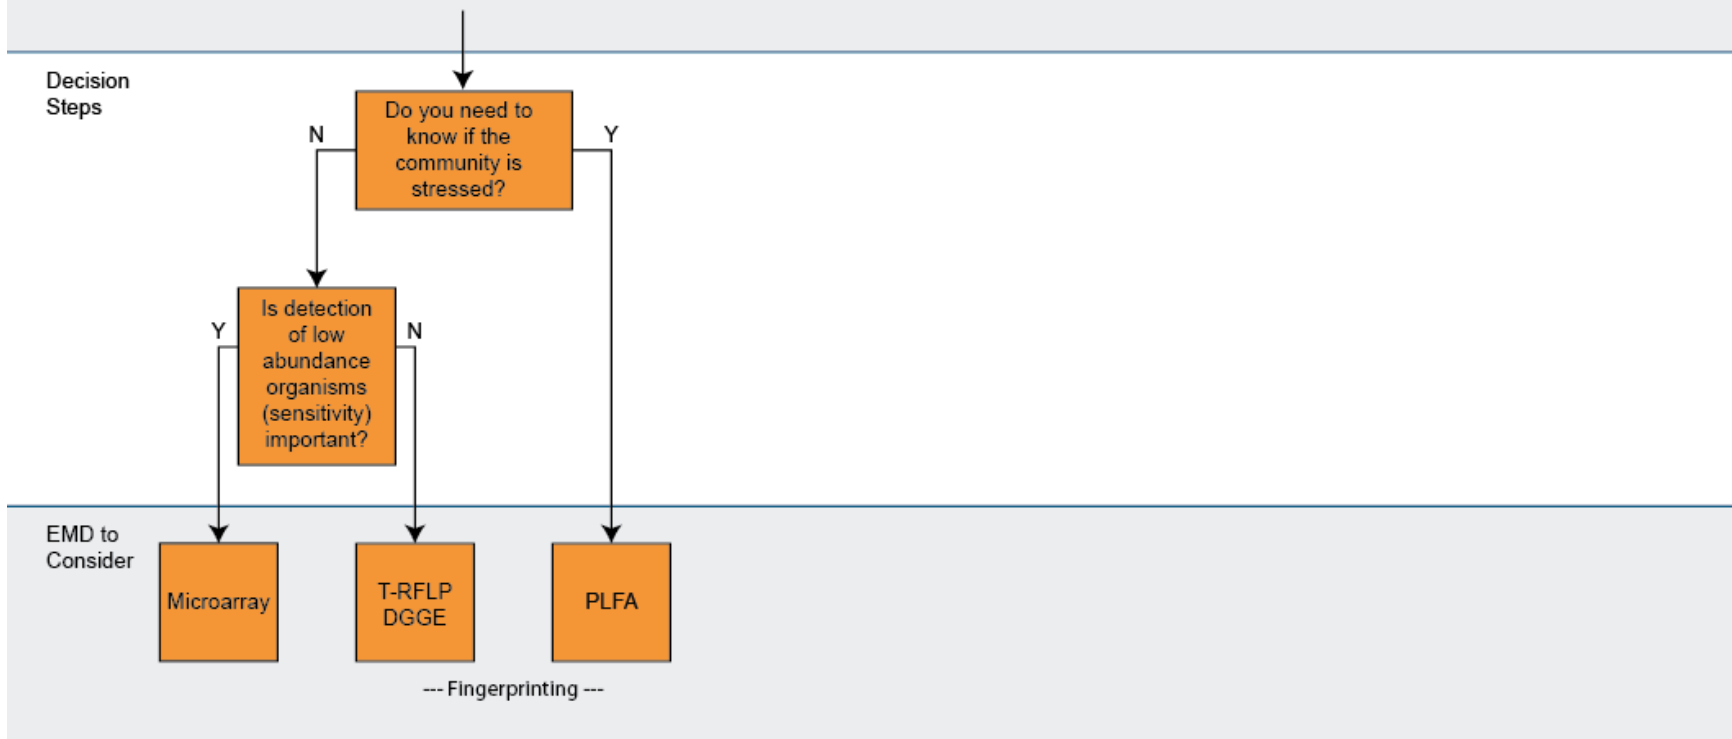 Decision
Steps
Do you need to
know if the
community is
stressed?
N
Y
Is detection
of low
abundance
organisms
(sensitivity)
important?
Y
N
EMD to
Consider
Microarray
T-RFLP
DGGE
PLFA
--- Fingerprinting ---